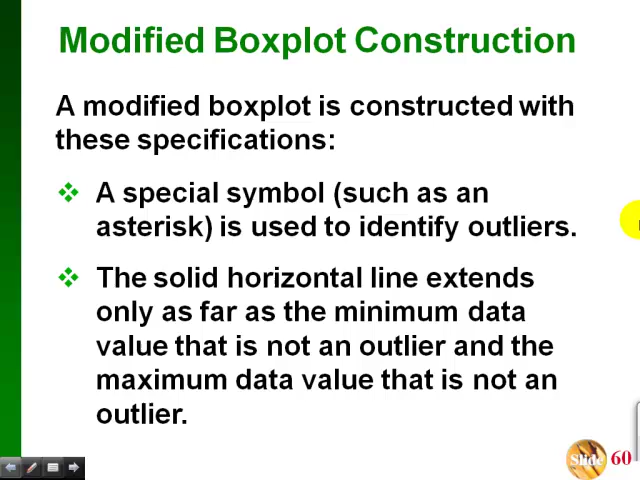 Modified Boxplot Construction
A modified boxplot is constructed with
these specifications:
❖ A special symbol (such as an
asterisk) is used to identify outliers.
❖ The solid horizontal line extends
only as far as the minimum data
value that is not an outlier and the
maximum data value that is not an
outlier.
Slide 60